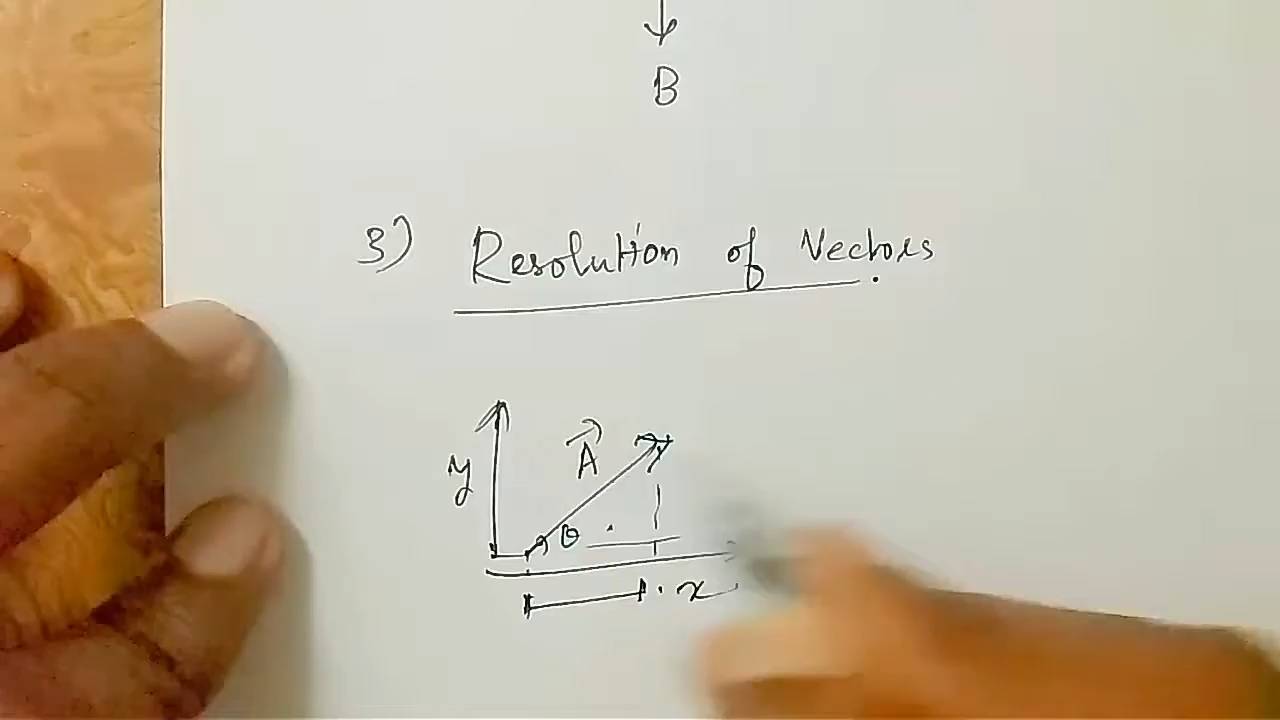 B
3) Resolution of Vectors
A
y
θ
x